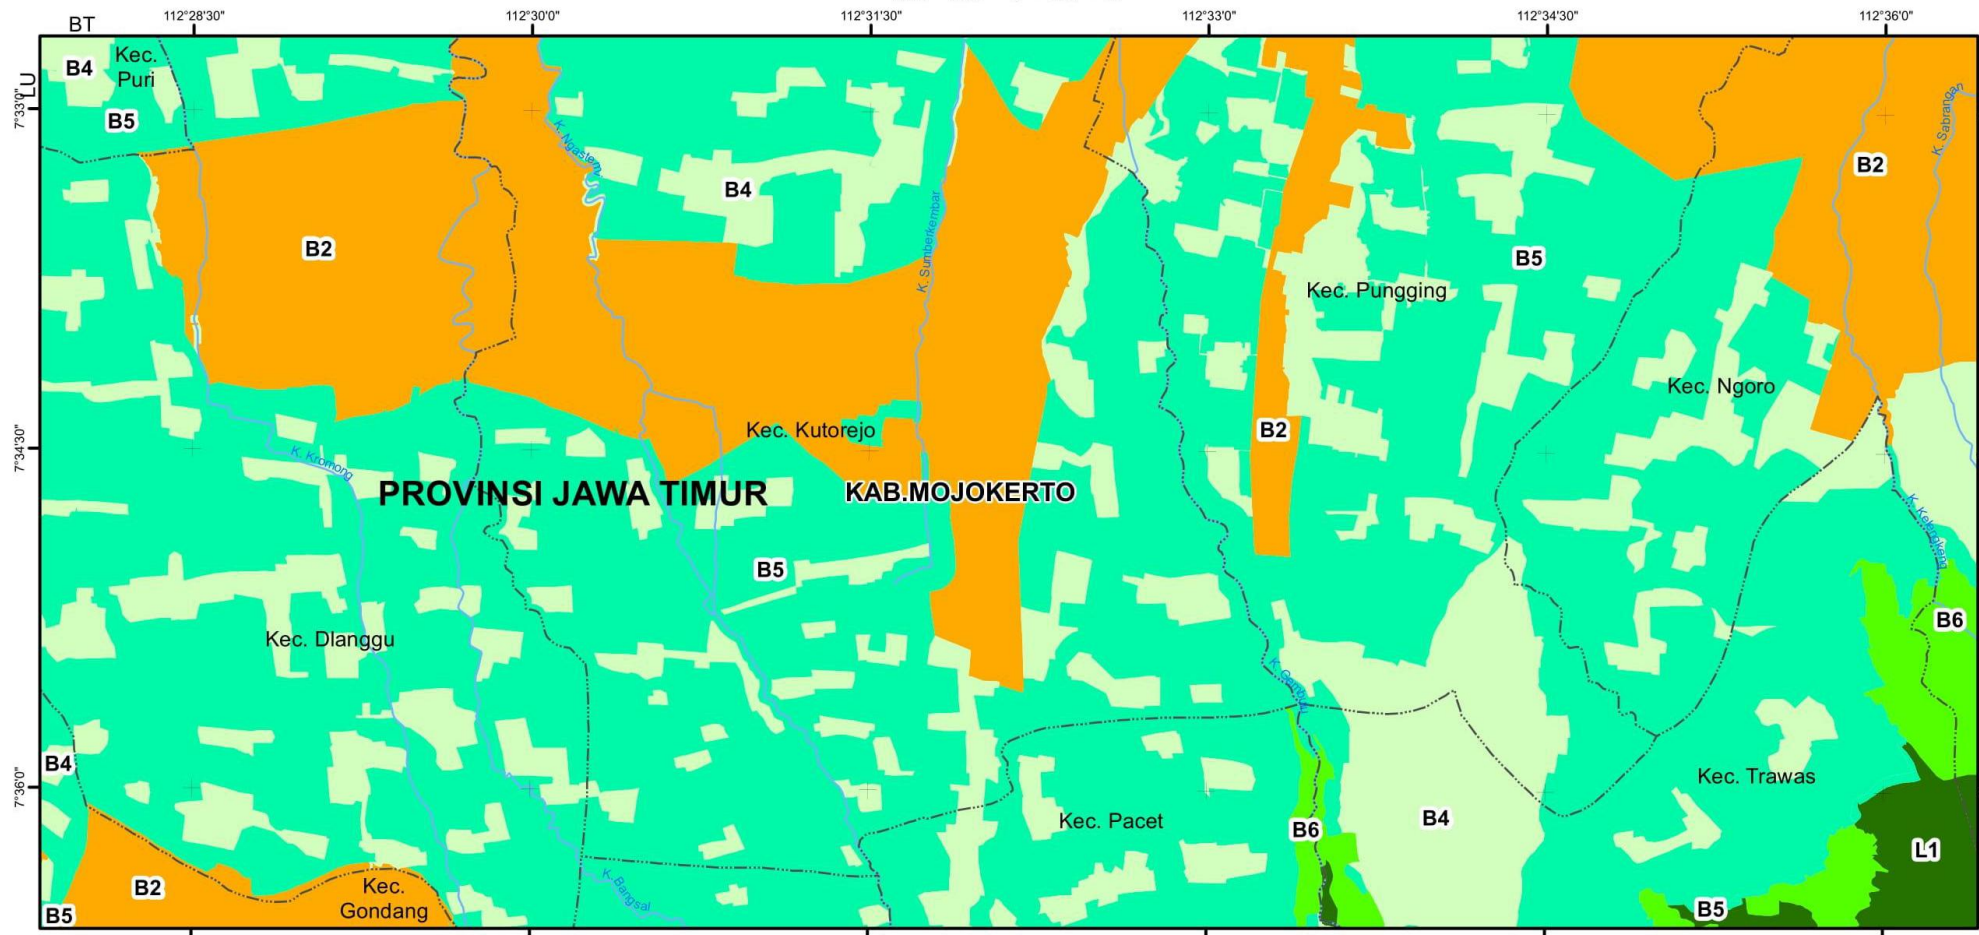 112°28'30"
112°30'0"
112°31'30"
112°33'0"
112°34'30"
112°36'0"
BT
LU
7°33'0"
7°34'30"
7°36'0"
B4
Kec.
Puri
B5
K. Ngastemi
K. Sabrangan
B2
B4
B2
K. Sumberkembar
B5
Kec. Pungging
Kec. Ngoro
Kec. Kutorejo
B2
K. Kromong
PROVINSI JAWA TIMUR
KAB.MOJOKERTO
B5
K. Kelengkeng
B6
Kec. Dlanggu
K. Gembolo
B4
Kec. Trawas
Kec. Pacet
B6
B4
L1
B2
Kec.
Gondang
K. Bangsal
B5
B5